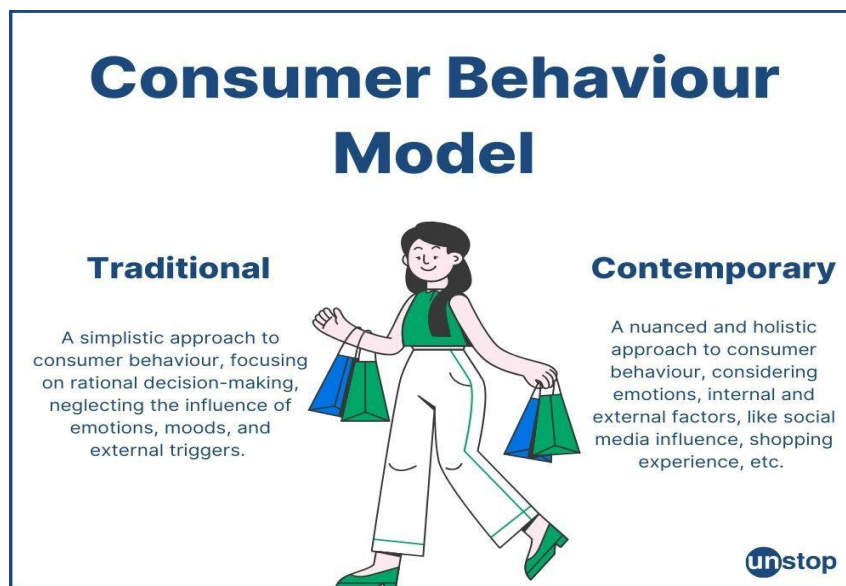 Consumer Behaviour
Model
Traditional
A simplistic approach to
consumer behaviour, focusing
on rational decision-making,
neglecting the influence of
emotions, moods, and
external triggers.
Contemporary
A nuanced and holistic
approach to consumer
behaviour, considering
emotions, internal and
external factors, like social
media influence, shopping
experience, etc.
unstop